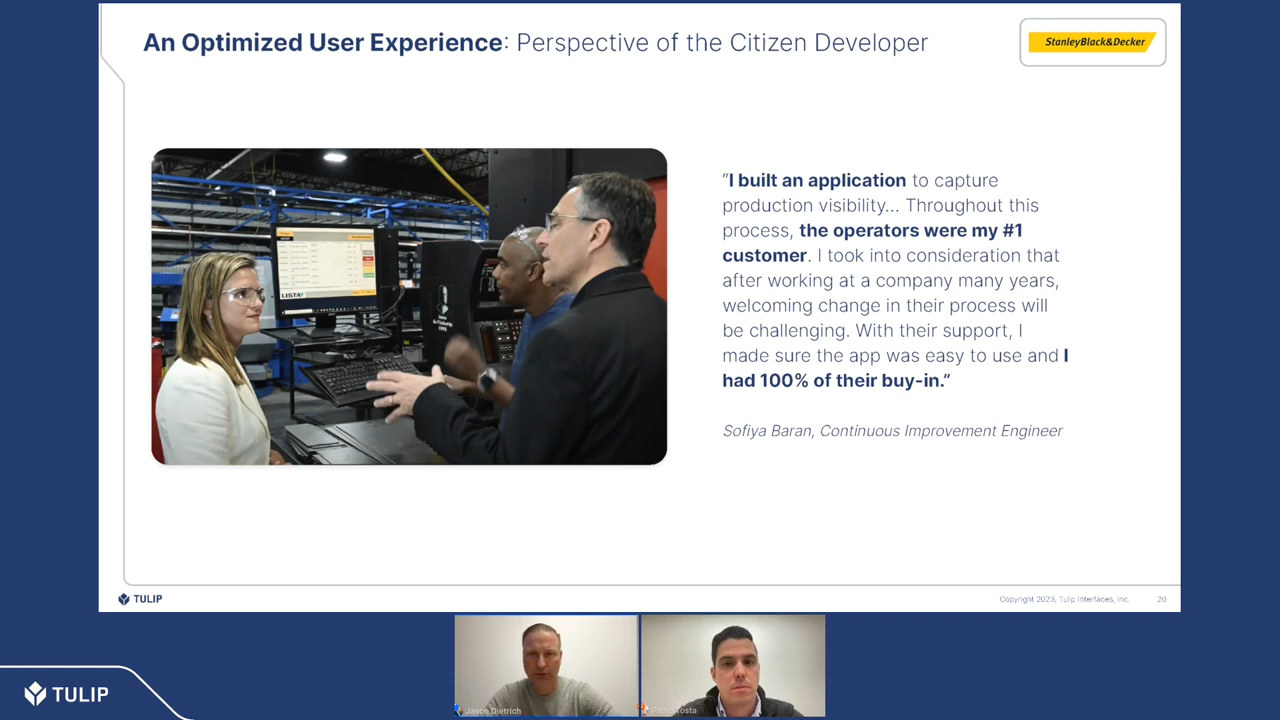 An Optimized User Experience: Perspective of the Citizen Developer
StanleyBlack&Decker
LISTA
“I built an application to capture
production visibility... Throughout this
process, the operators were my #1
customer. I took into consideration that
after working at a company many years,
welcoming change in their process will
be challenging. With their support, I
made sure the app was easy to use and I
had 100% of their buy-in.”
Sofiya Baran, Continuous Improvement Engineer
TULIP
Copyright 2023, Tulip Interfaces, Inc.
20
Jason Dietrich
TULIP